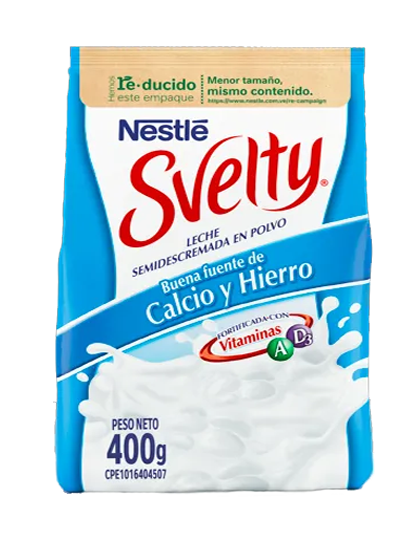 Hemos re·ducido este empaque
Menor tamaño,
mismo contenido.
https://www.nestle.com.ve/re-campaign
Nestlé
Svelty®
LECHE
SEMIDESCREMADA EN POLVO
Buena fuente de
Calcio y Hierro
FORTIFICADA CON
Vitaminas A D3
PESO NETO
400g
CPE1016404507